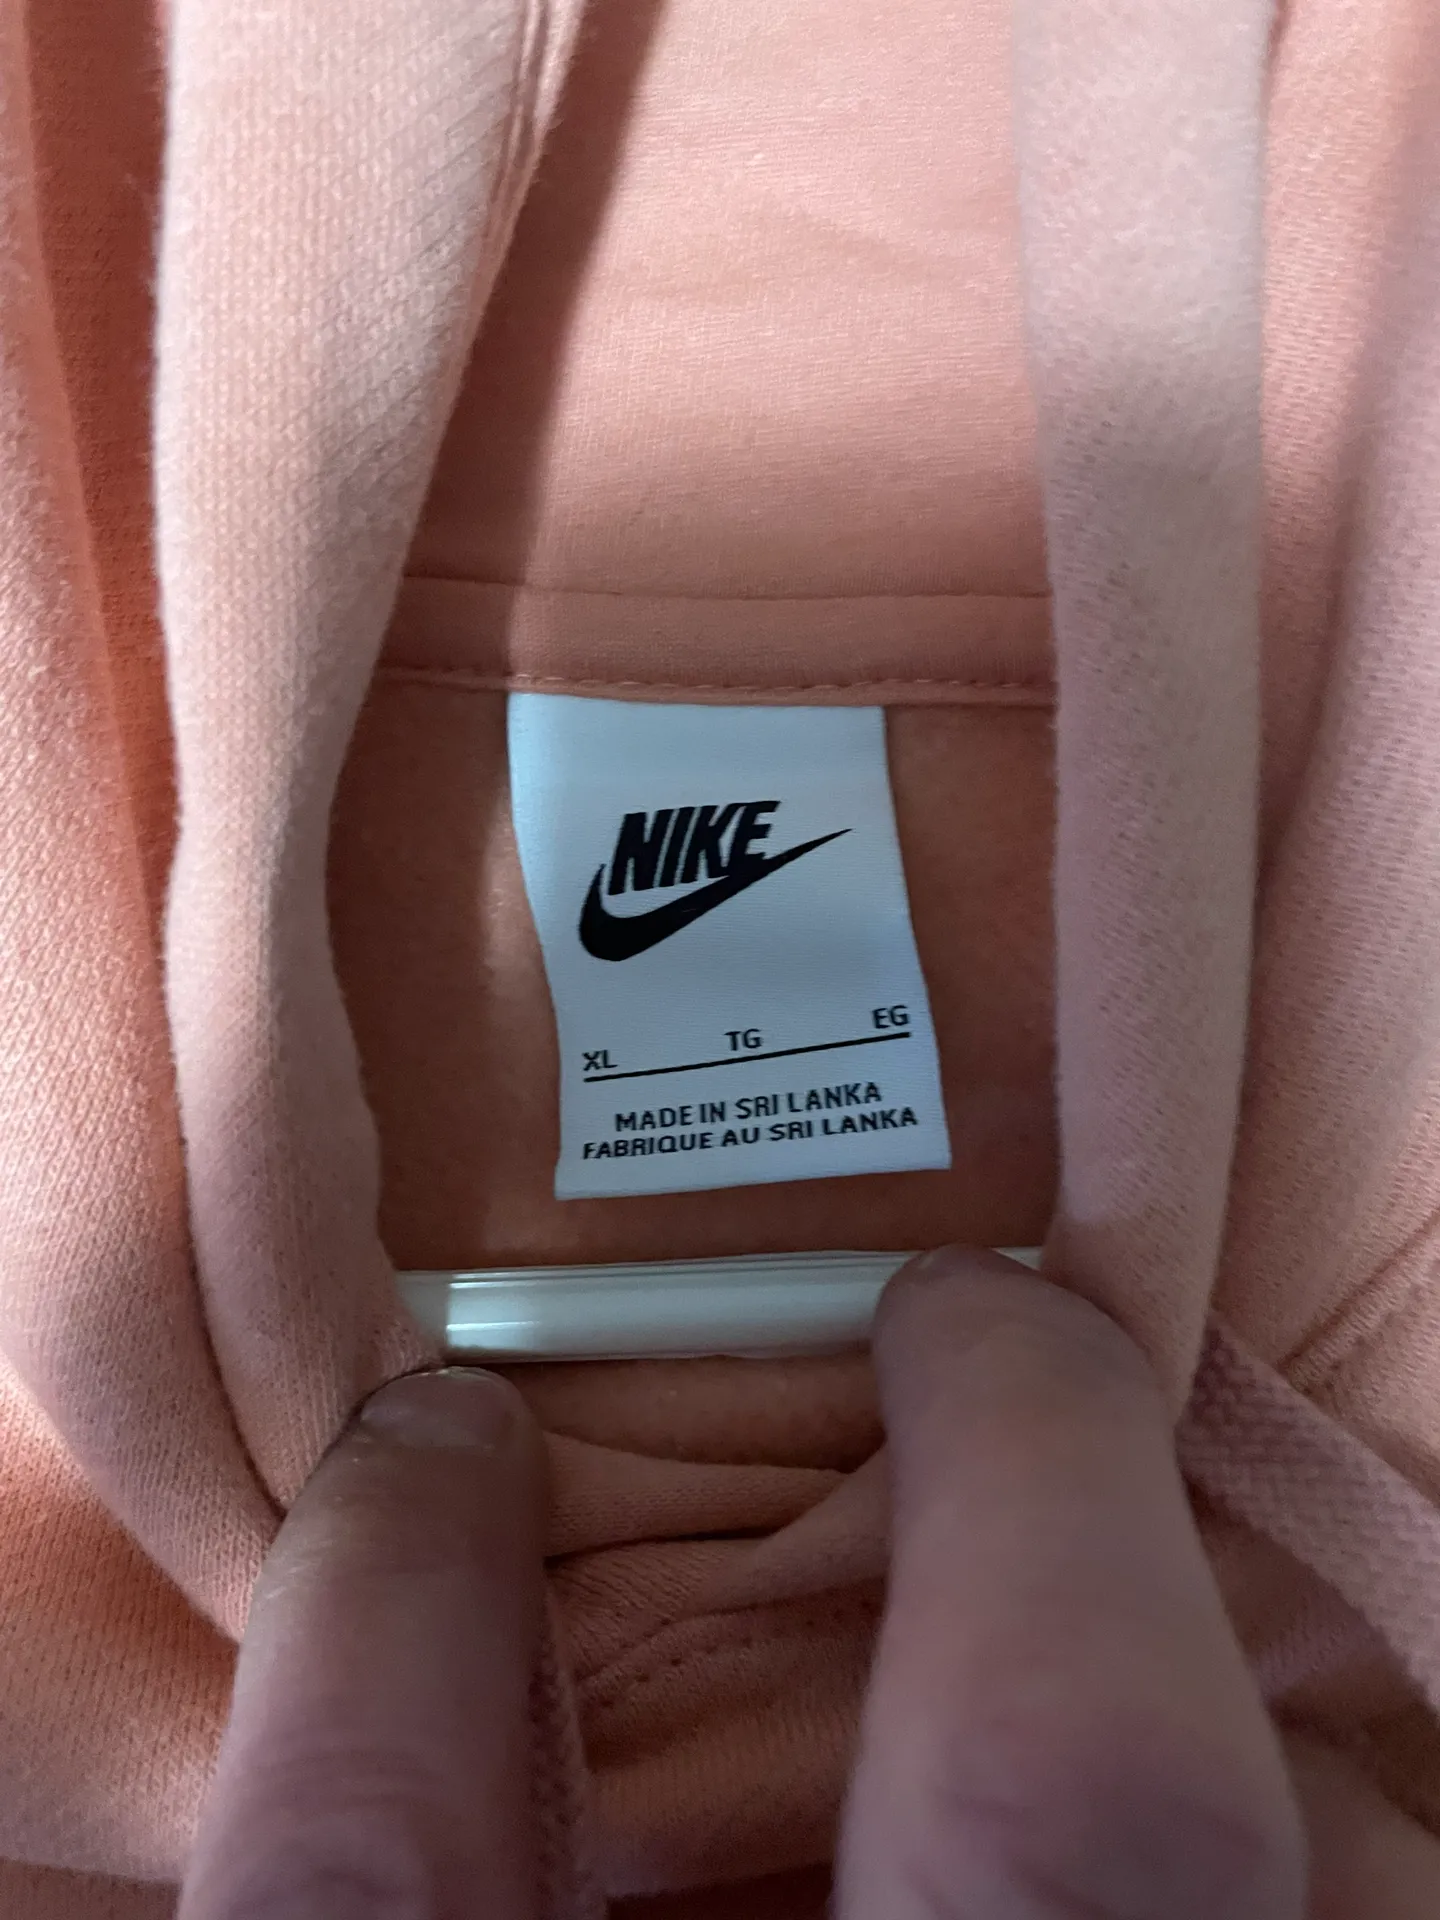 NIKE
XL TG EG
MADE IN SRI LANKA
FABRIQUE AU SRI LANKA